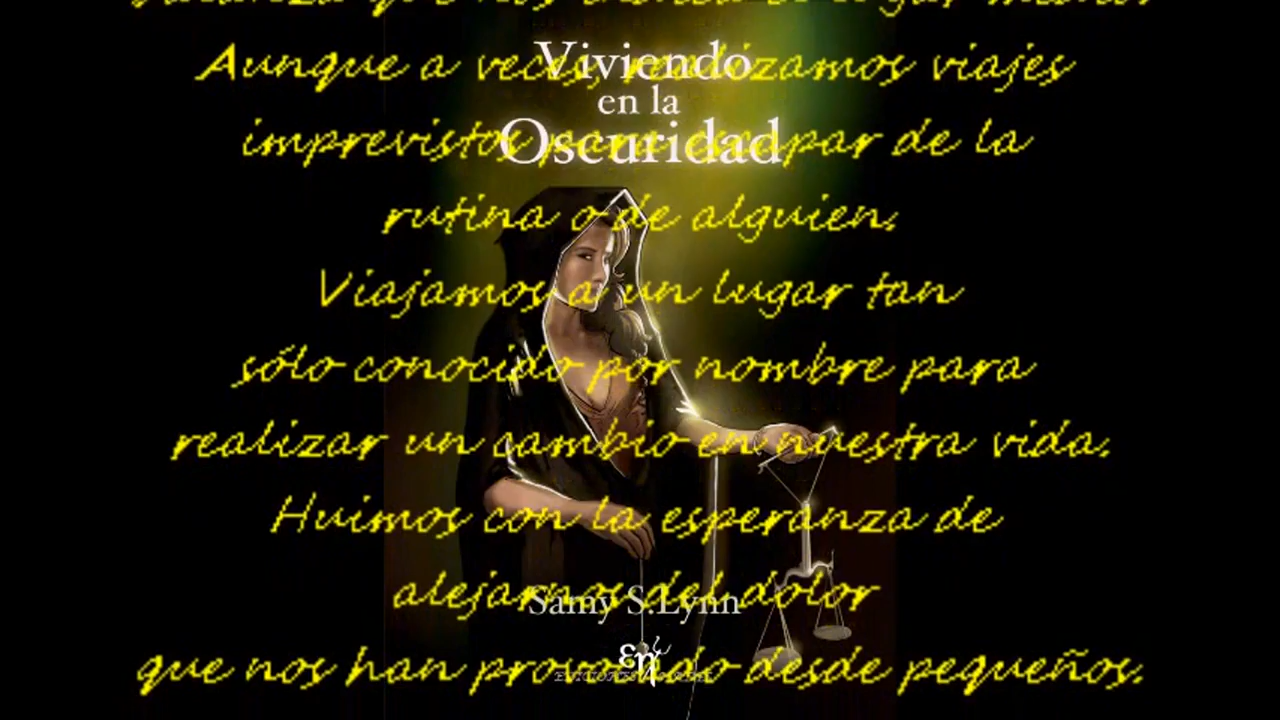 Aunque a veces, realizamos viajes
imprevistos para escapar de la
rutina o de alguien.
Viajamos a un lugar tan
sólo conocido por nombre para
realizar un cambio en nuestra vida.
Huimos con la esperanza de
alejarnos del dolor
que nos han provocado desde pequeños.
Viviendo
en la
Oscuridad
Samy S.Lynn